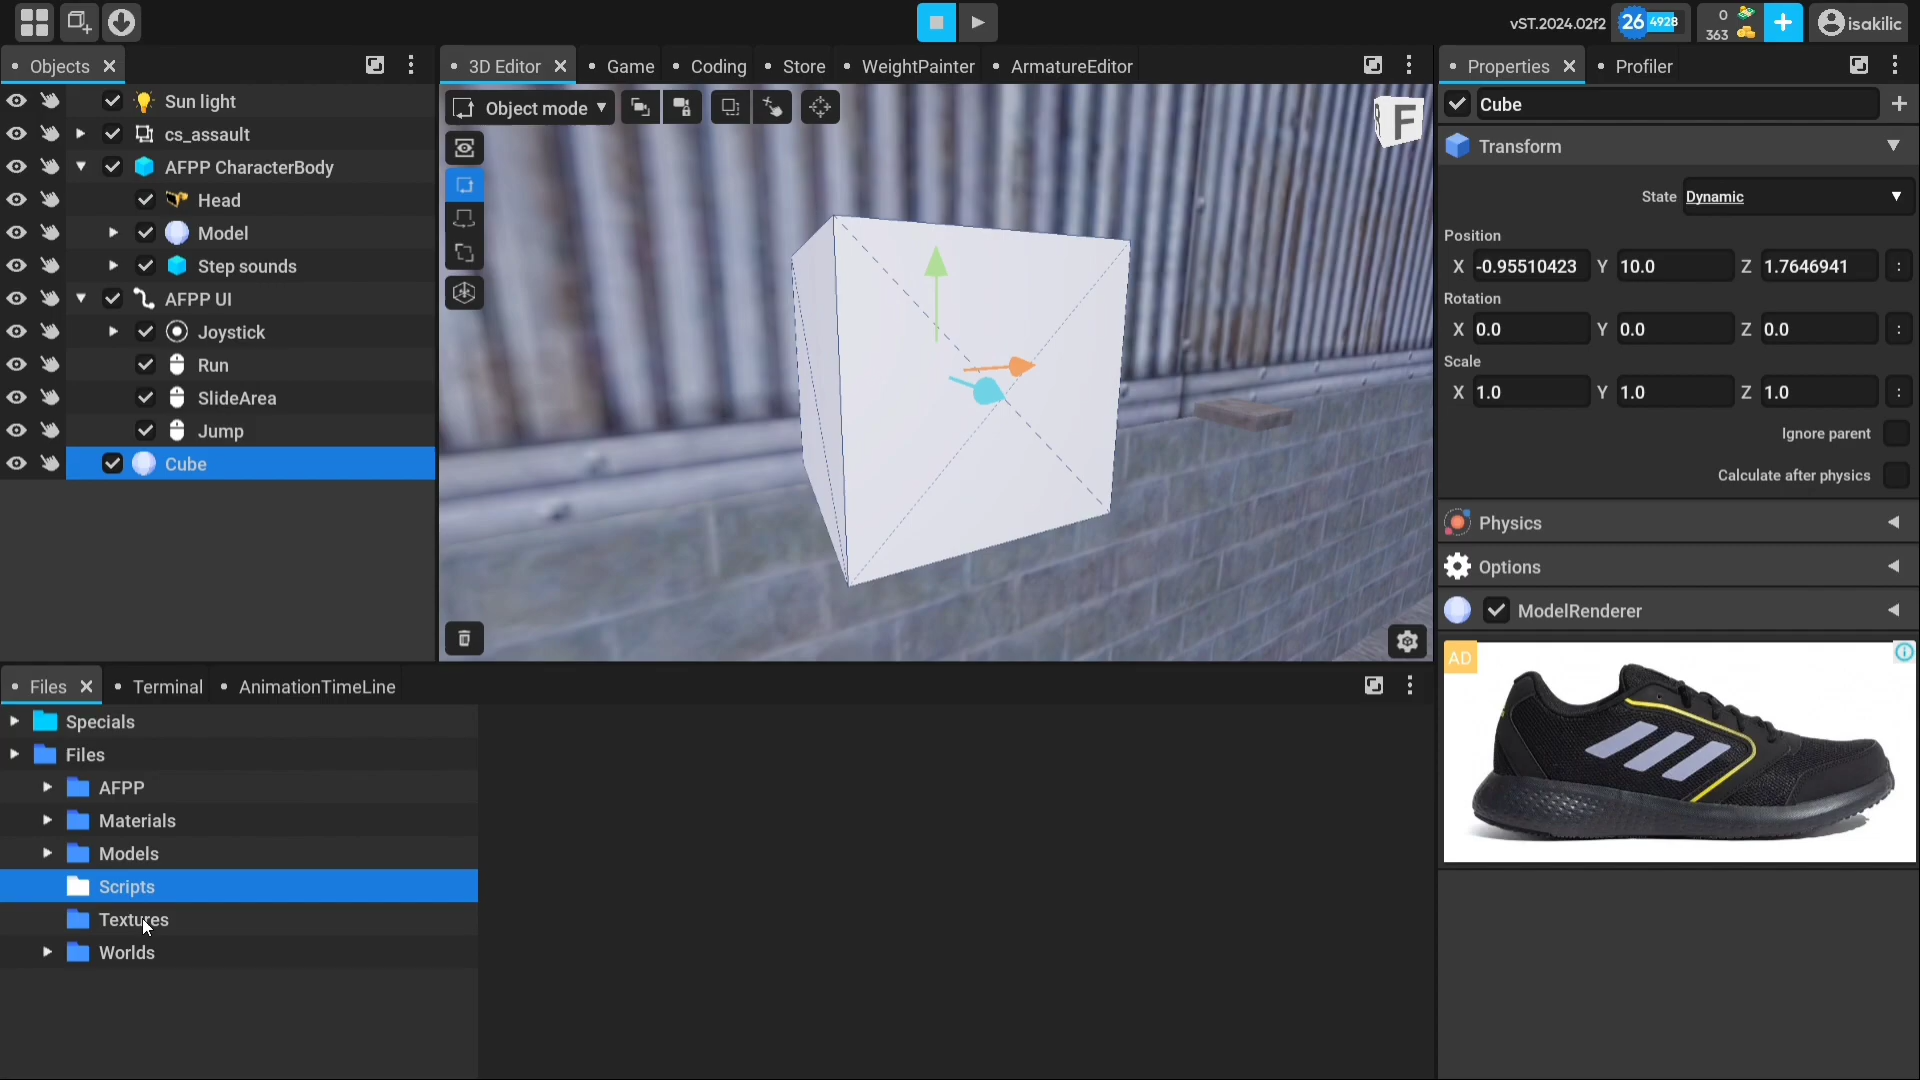 vST.2024.02f2
26 4928
0
363
+
isakilic
Objects
3D Editor
Game
Coding
Store
WeightPainter
ArmatureEditor
Properties
Profiler
Sun light
cs_assault
AFPP CharacterBody
Head
Model
Step sounds
AFPP UI
Joystick
Run
SlideArea
Jump
Cube
Object mode
F
Cube
Transform
State Dynamic
Position
X -0.95510423 Y 10.0 Z 1.7646941 :
Rotation
X 0.0 Y 0.0 Z 0.0 :
Scale
X 1.0 Y 1.0 Z 1.0 :
Ignore parent
Calculate after physics
Physics
Options
ModelRenderer
AD
Files
Terminal
AnimationTimeLine
Specials
Files
AFPP
Materials
Models
Scripts
Textures
Worlds